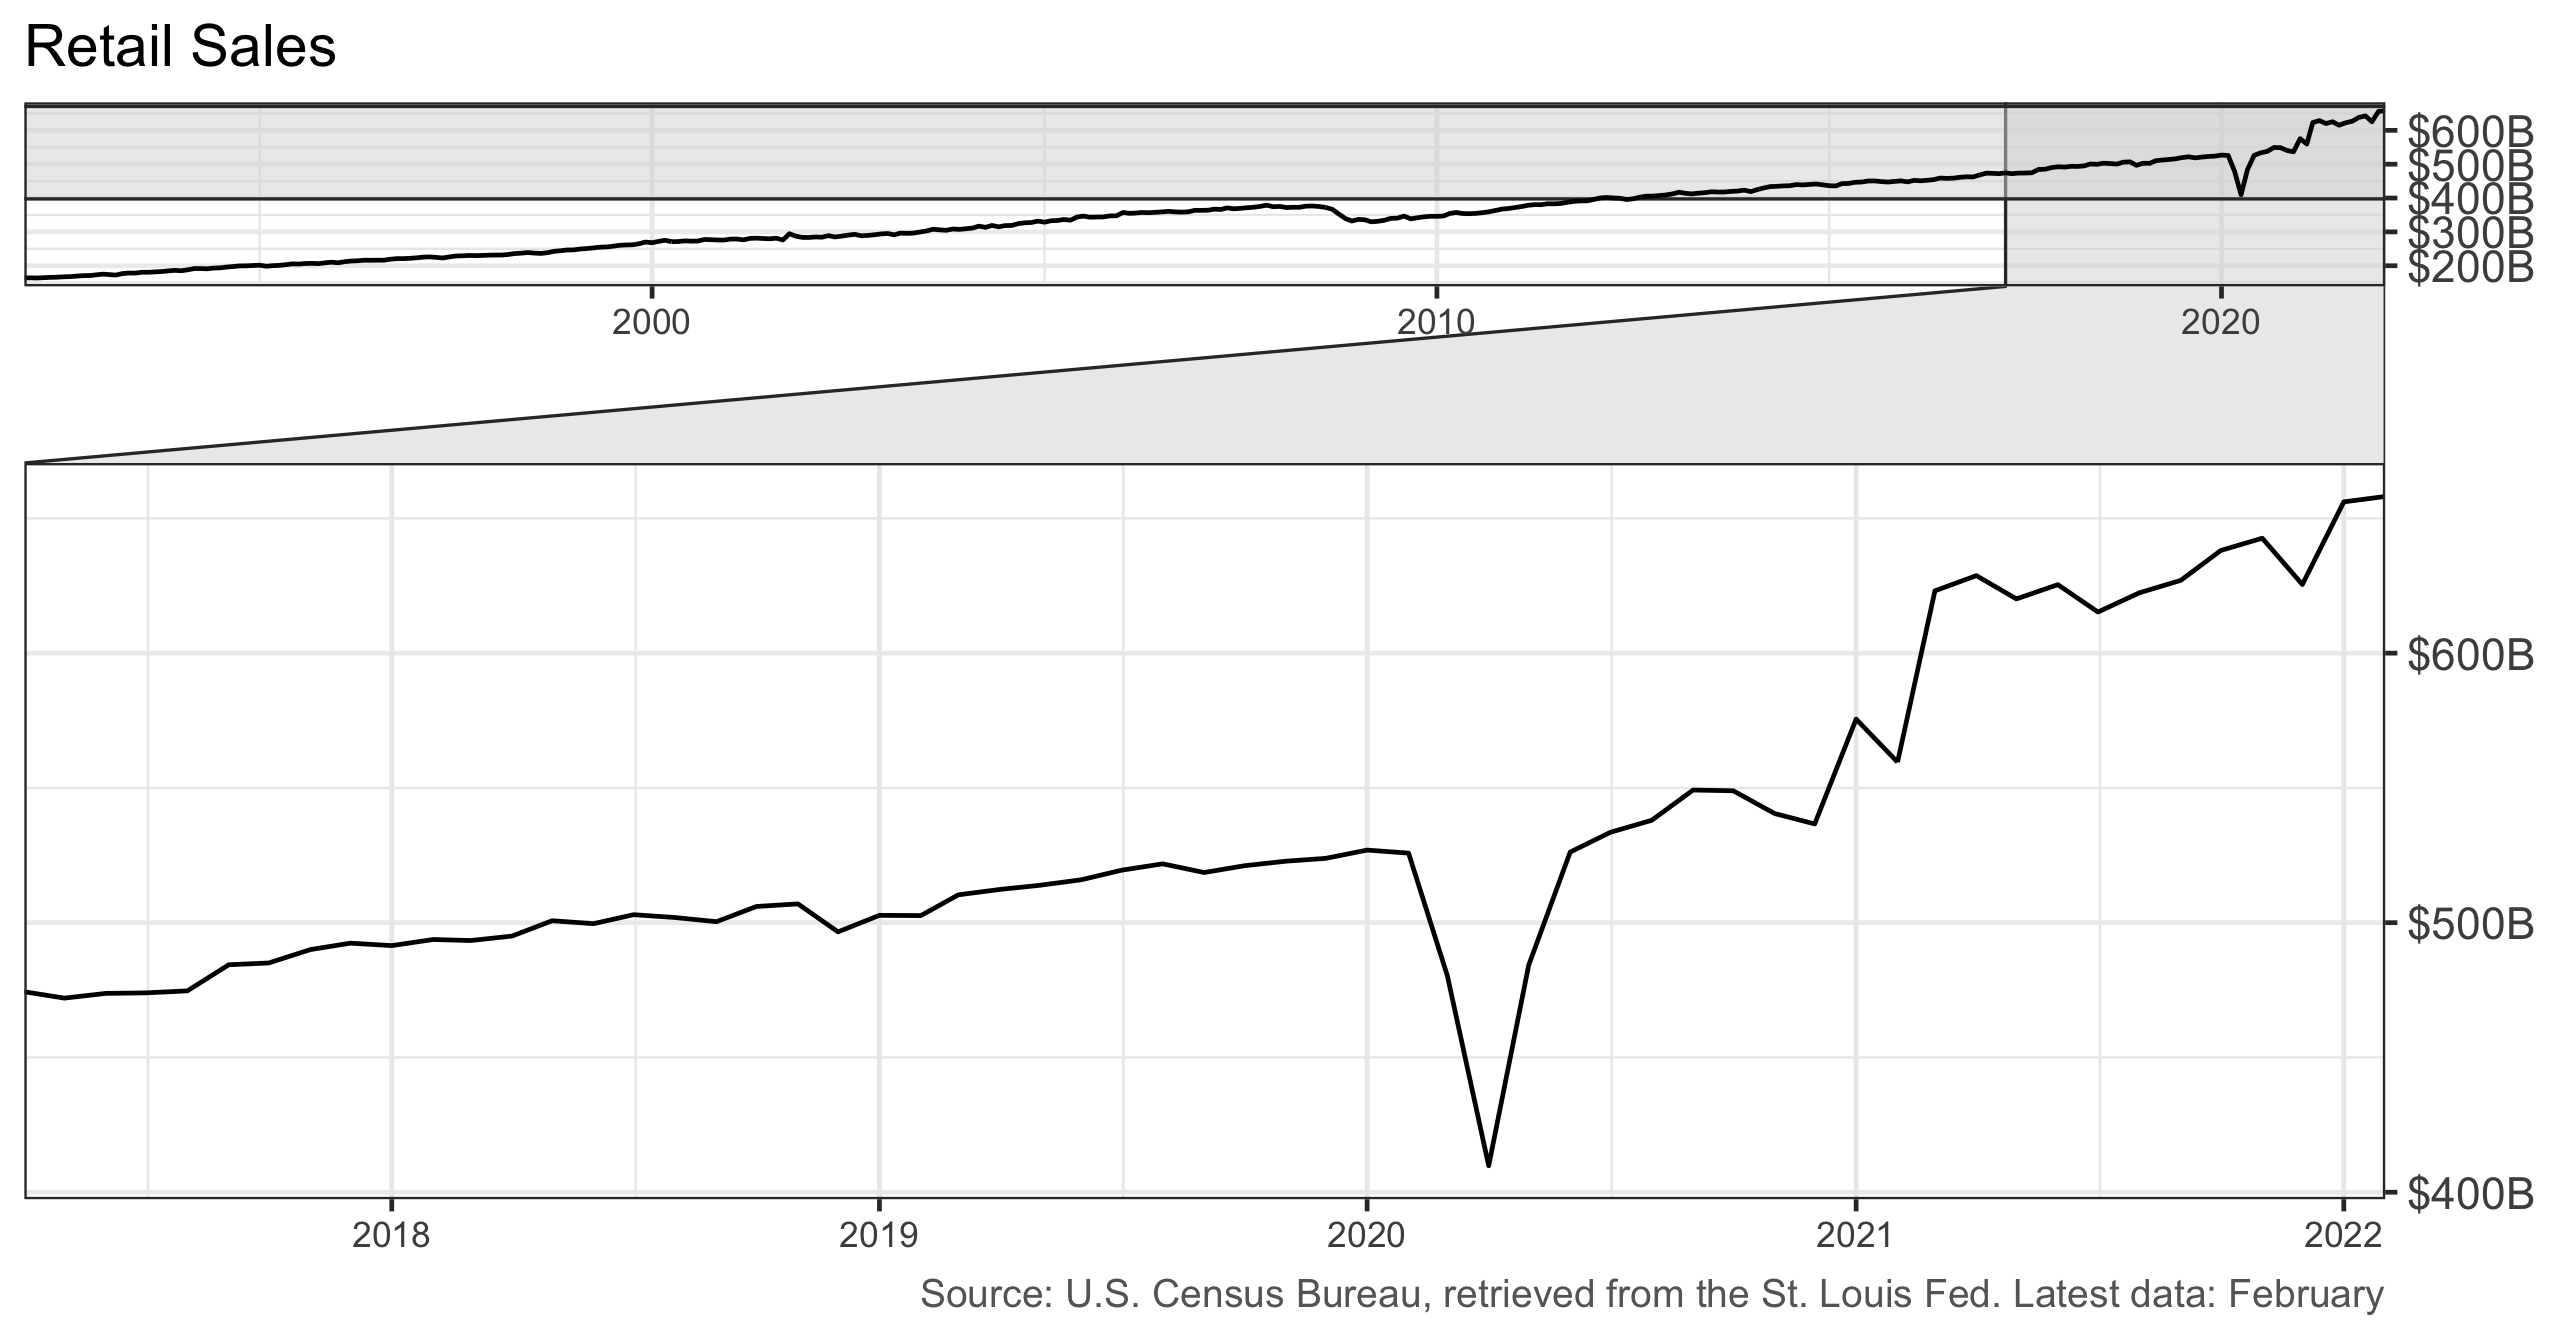 Retail Sales
$600B
$500B
$400B
$300B
$200B
2000 2010 2020
$600B
$500B
$400B
2018 2019 2020 2021 2022
Source: U.S. Census Bureau, retrieved from the St. Louis Fed. Latest data: February